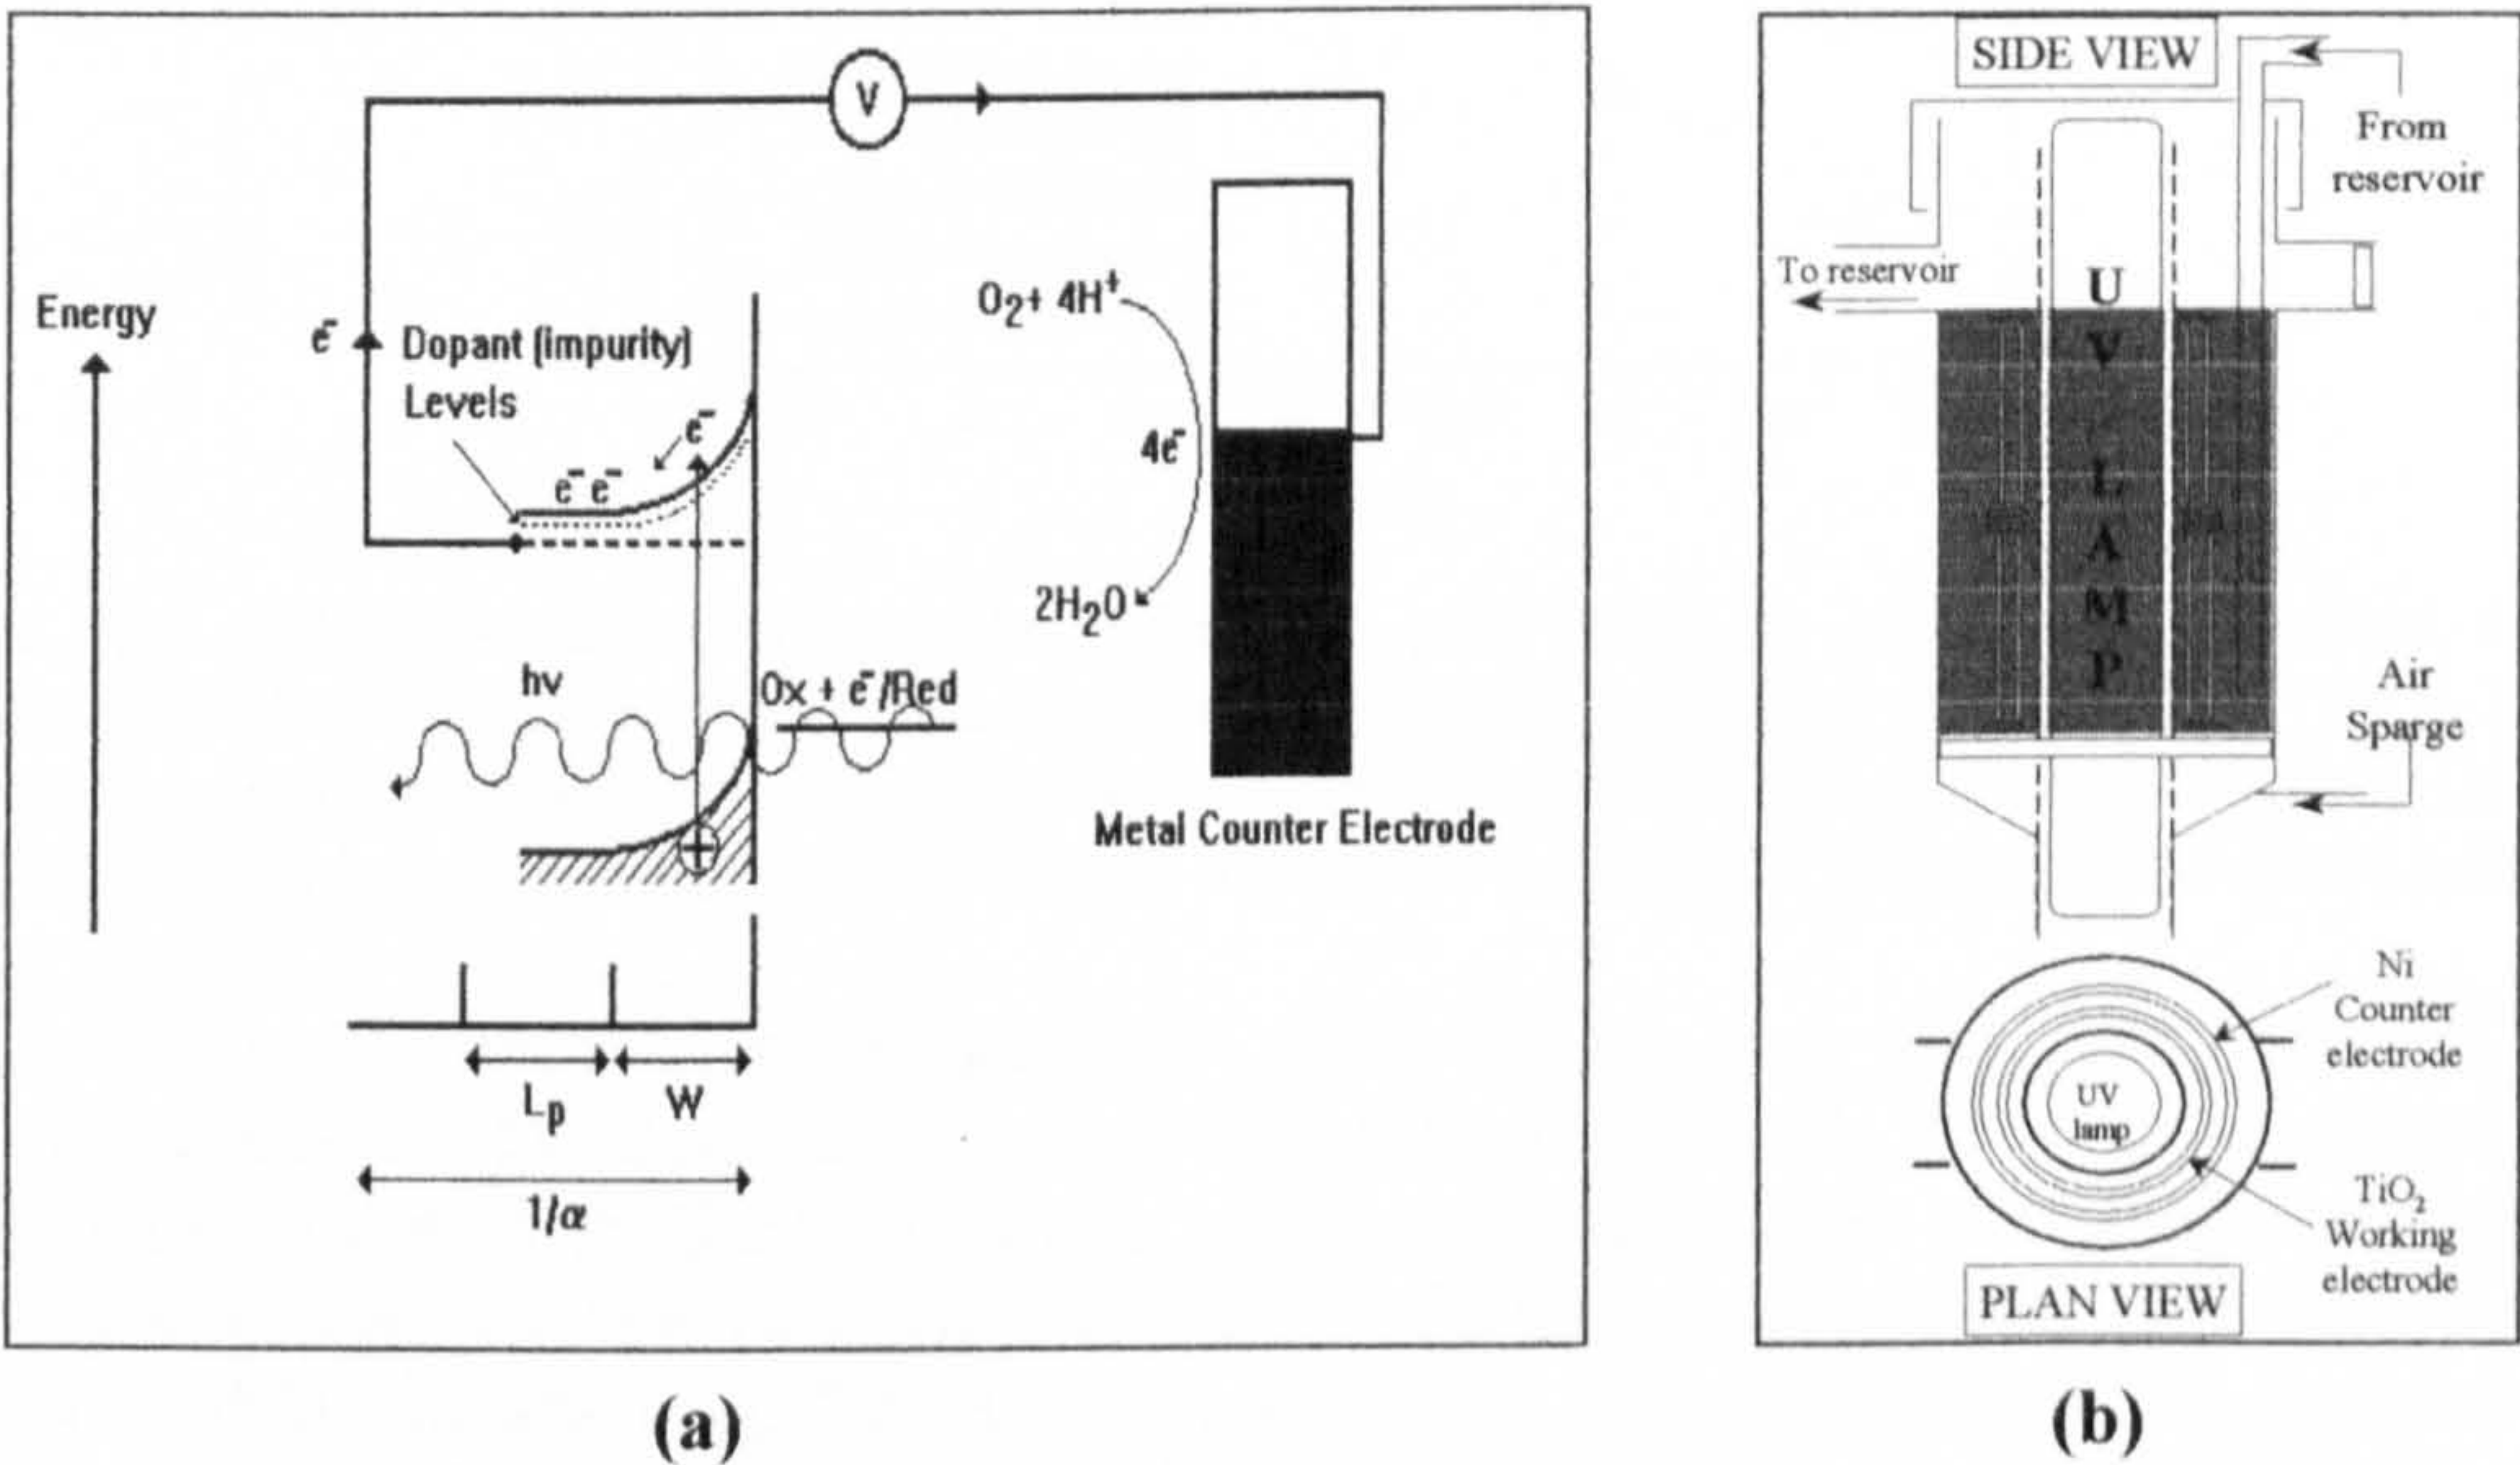 V
Energy
e⁻
Dopant (impurity)
Levels
e⁻
e⁻ e⁻
O₂+ 4H⁺
4e⁻
2H₂O
hν
Ox + e⁻/Red
Metal Counter Electrode
Lp
W
1/α
(a)
SIDE VIEW
From
reservoir
To reservoir
U
V
L
A
M
P
Air
Sparge
Ni
Counter
electrode
UV
lamp
TiO₂
Working
electrode
PLAN VIEW
(b)